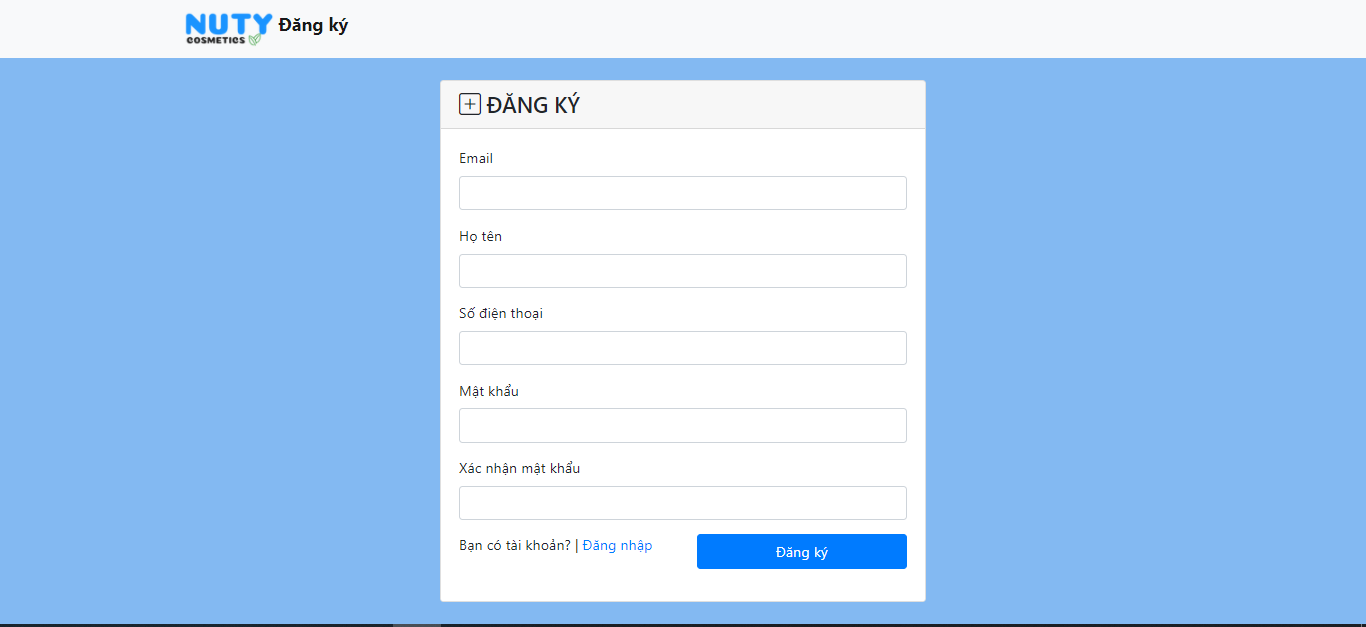 NUTY
COSMETICS
Đăng ký
ĐĂNG KÝ
Email
Họ tên
Số điện thoại
Mật khẩu
Xác nhận mật khẩu
Bạn có tài khoản? | Đăng nhập
Đăng ký